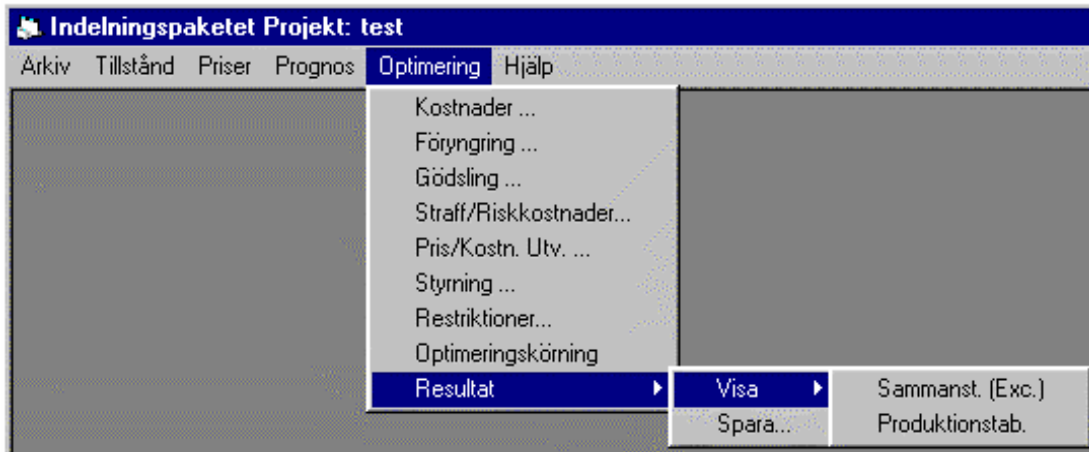 Indelningspaketet Projekt: test
Arkiv Tillstånd Priser Prognos Optimering Hjälp
Kostnader ...
Föryngring ...
Gödsling ...
Straff/Riskkostnader...
Pris/Kostn. Utv. ...
Styrning ...
Restriktioner...
Optimeringskörning
Resultat
Visa
Spara...
Sammanst. (Exc.)
Produktionstab.